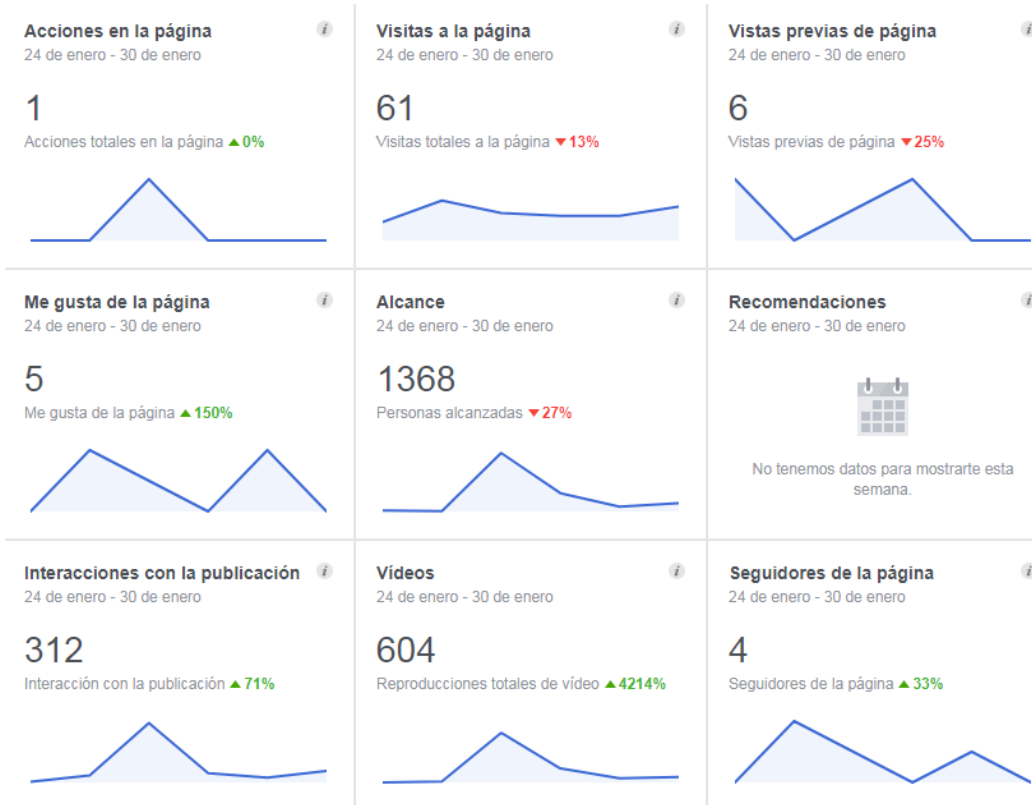 Acciones en la página
24 de enero - 30 de enero
1
Acciones totales en la página ▲0%
Visitas a la página
24 de enero - 30 de enero
61
Visitas totales a la página ▼13%
Vistas previas de página
24 de enero - 30 de enero
6
Vistas previas de página ▼25%
Me gusta de la página
24 de enero - 30 de enero
5
Me gusta de la página ▲150%
Alcance
24 de enero - 30 de enero
1368
Personas alcanzadas ▼27%
Recomendaciones
24 de enero - 30 de enero
No tenemos datos para mostrarte esta
semana.
Interacciones con la publicación
24 de enero - 30 de enero
312
Interacción con la publicación ▲71%
Vídeos
24 de enero - 30 de enero
604
Reproducciones totales de vídeo ▲4214%
Seguidores de la página
24 de enero - 30 de enero
4
Seguidores de la página ▲33%